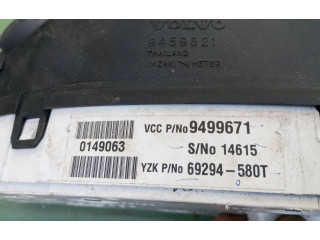 VOLVO
9459821
THAILAND
YAZAKI METER
VCC P/No 9499671
0149063
S/No 14615
YZK P/No 69294-580T